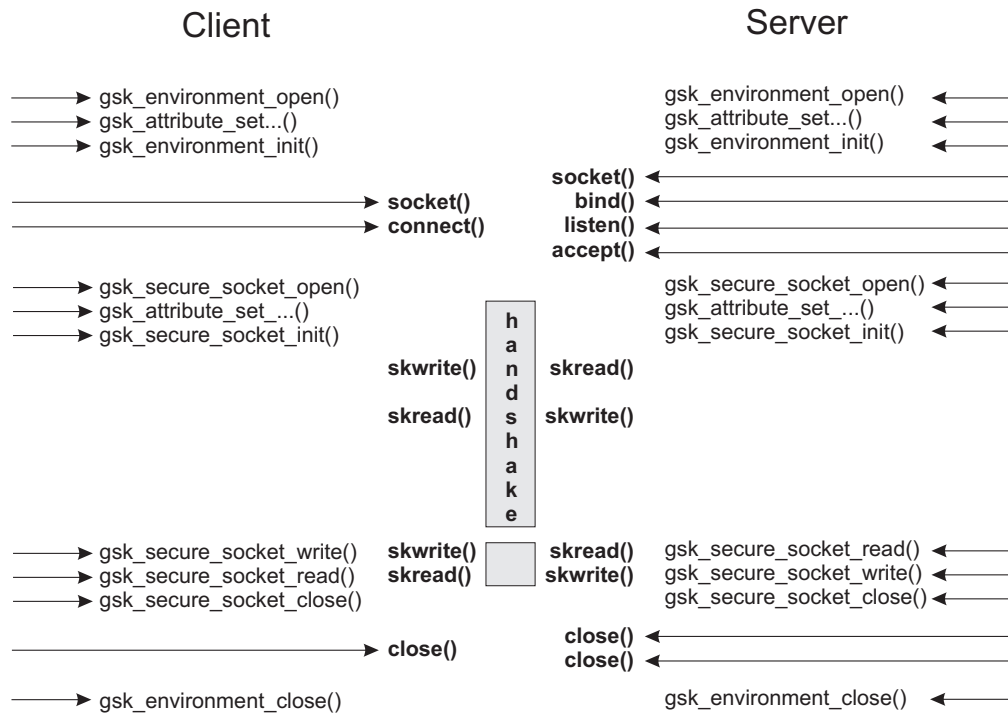 Client
Server
gsk_environment_open()
gsk_attribute_set...()
gsk_environment_init()
gsk_environment_open()
gsk_attribute_set...()
gsk_environment_init()
socket()
connect()
socket()
bind()
listen()
accept()
gsk_secure_socket_open()
gsk_attribute_set_...()
gsk_secure_socket_init()
gsk_secure_socket_open()
gsk_attribute_set_...()
gsk_secure_socket_init()
handshake
skwrite()
skread()
skread()
skwrite()
gsk_secure_socket_write()
gsk_secure_socket_read()
gsk_secure_socket_close()
skwrite()
skread()
skread()
skwrite()
gsk_secure_socket_read()
gsk_secure_socket_write()
gsk_secure_socket_close()
close()
close()
close()
gsk_environment_close()
gsk_environment_close()